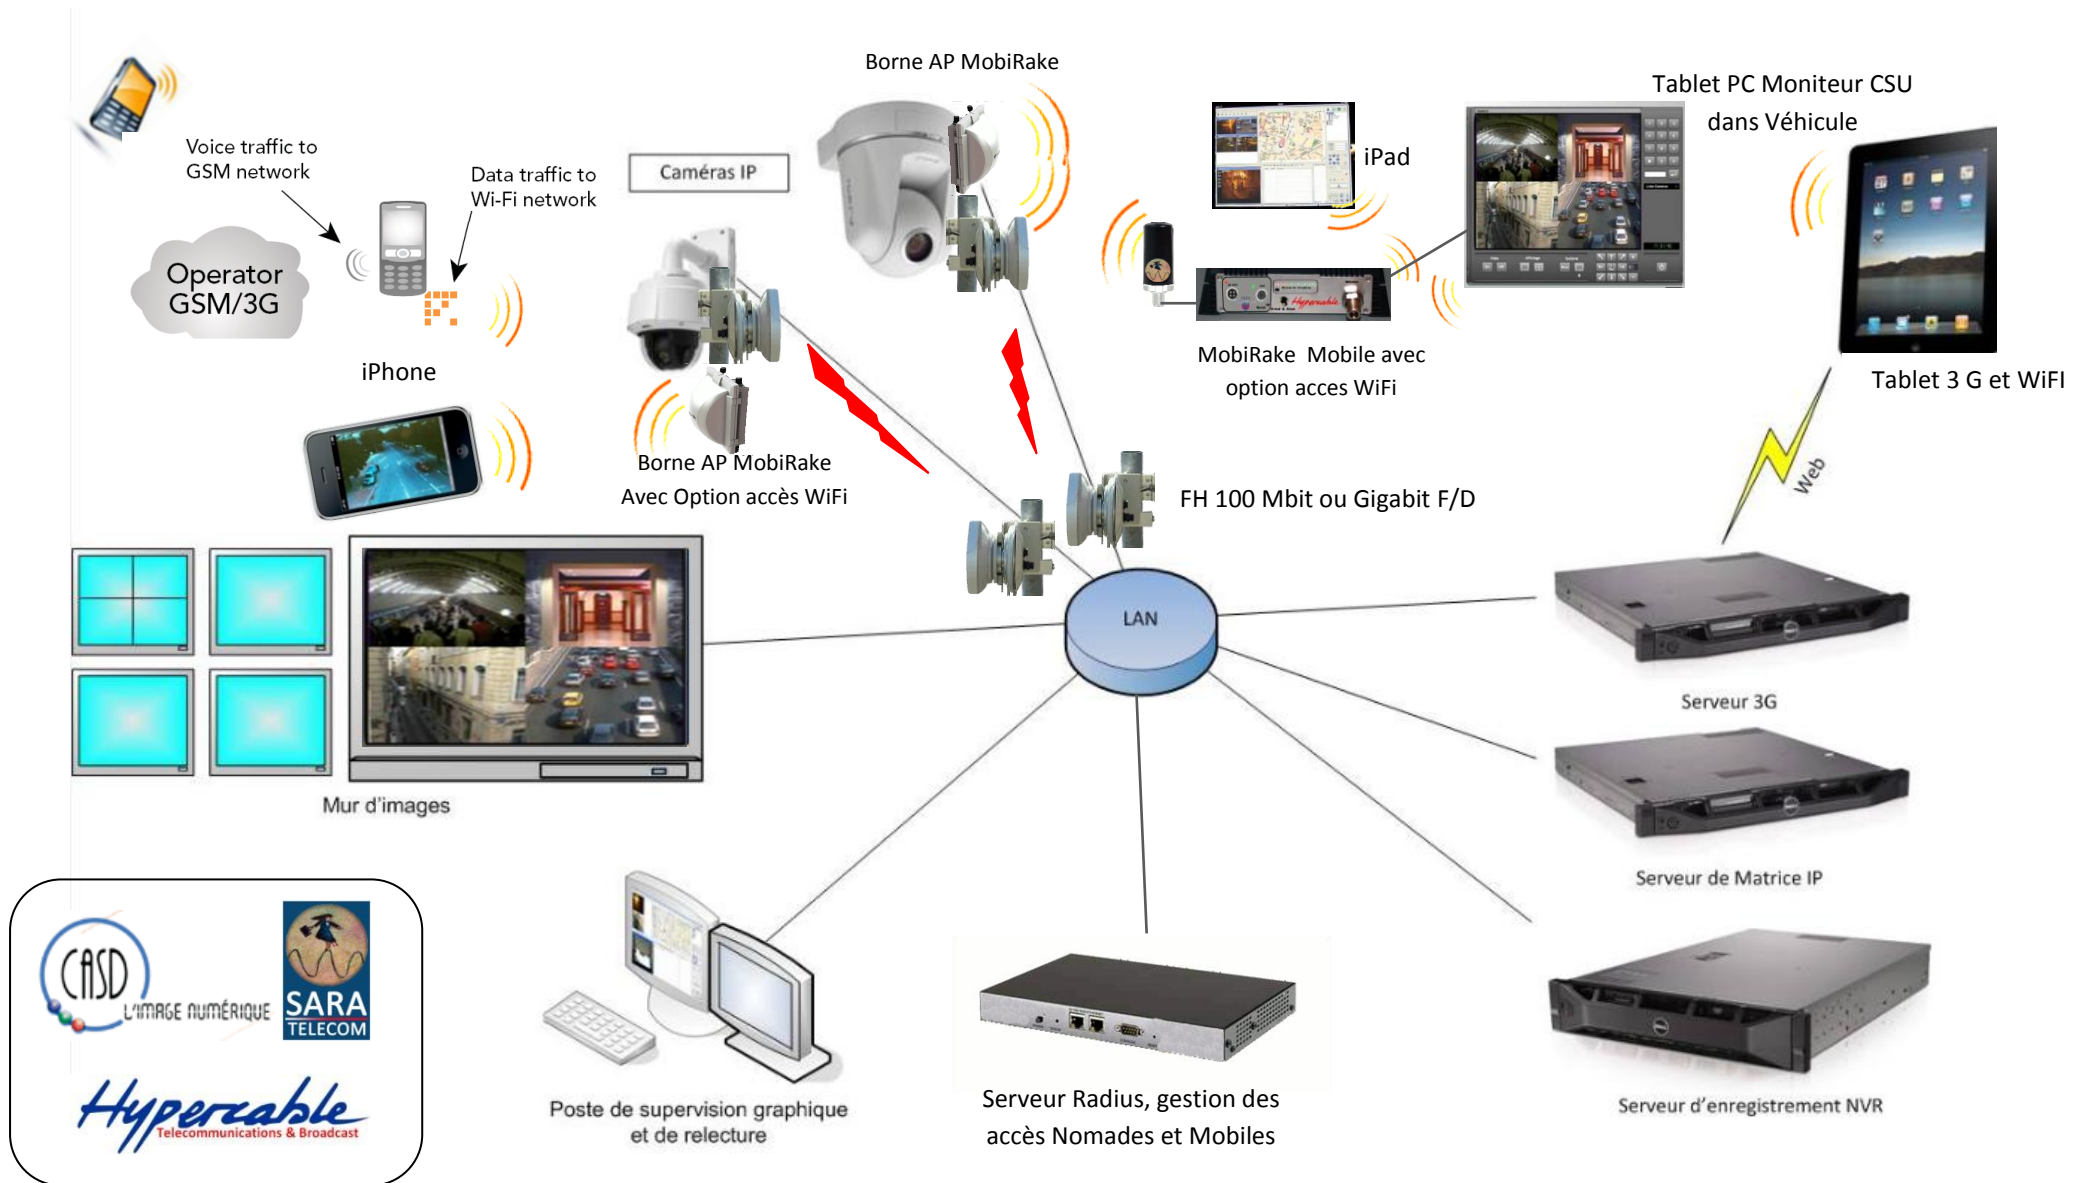 Borne AP MobiRake
Tablet PC Moniteur CSU
dans Véhicule
Voice traffic to
GSM network
Data traffic to
Wi-Fi network
Caméras IP
iPad
Operator
GSM/3G
iPhone
MobiRake  Mobile avec
option acces WiFi
Hypercable
Tablet 3 G et WiFI
Borne AP MobiRake
Avec Option accès WiFi
FH 100 Mbit ou Gigabit F/D
Web
LAN
Serveur 3G
Mur d'images
Serveur de Matrice IP
CASD
L'IMAGE NUMÉRIQUE
SARA
TELECOM
Hypercable
Telecommunications & Broadcast
Poste de supervision graphique
et de relecture
Serveur Radius, gestion des
accès Nomades et Mobiles
Serveur d'enregistrement NVR